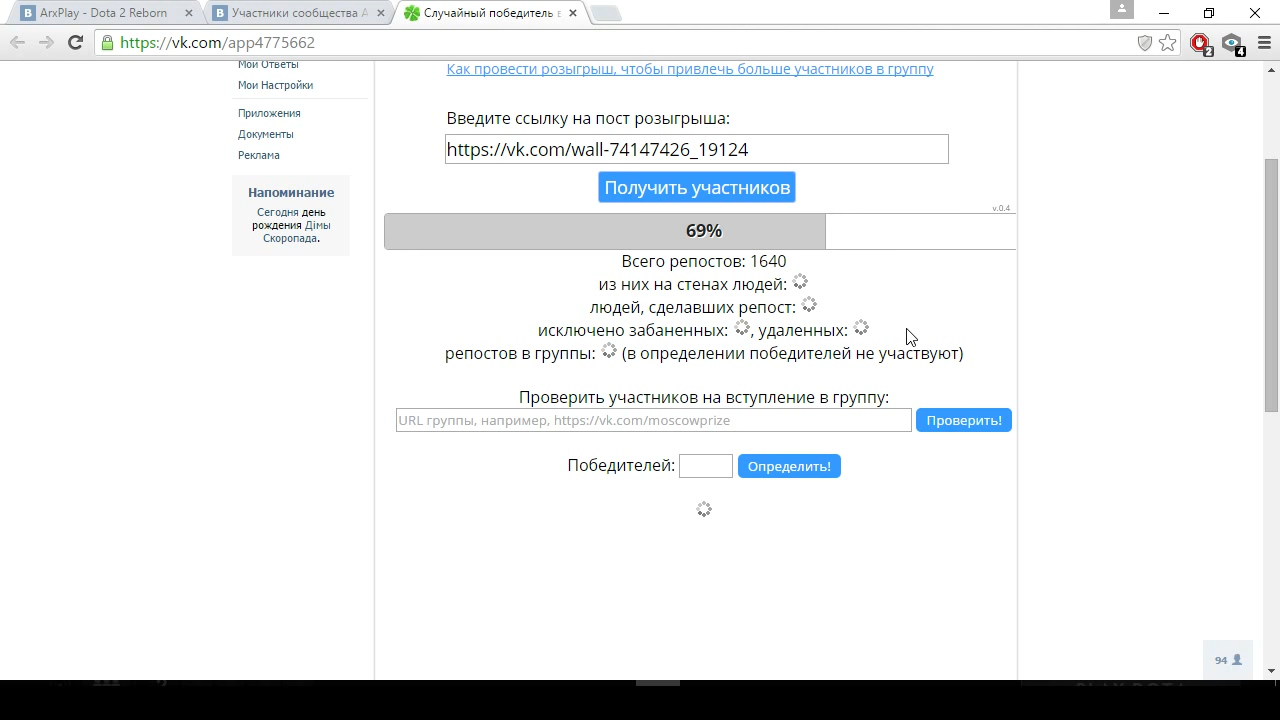 ArxPlay - Dota 2 Reborn
Участники сообщества A
Случайный победитель в
https://vk.com/app4775662
2
4
Мои Ответы
Мои Настройки
Приложения
Документы
Реклама
Напоминание
Сегодня день
рождения Дімы
Скоропада.
Как провести розыгрыш, чтобы привлечь больше участников в группу
Введите ссылку на пост розыгрыша:
https://vk.com/wall-74147426_19124
Получить участников
v.0.4
69%
Всего репостов: 1640
из них на стенах людей:
людей, сделавших репост:
исключено забаненных: , удаленных:
репостов в группы: (в определении победителей не участвуют)
Проверить участников на вступление в группу:
URL группы, например, https://vk.com/moscowprize
Проверить!
Победителей:
Определить!
94